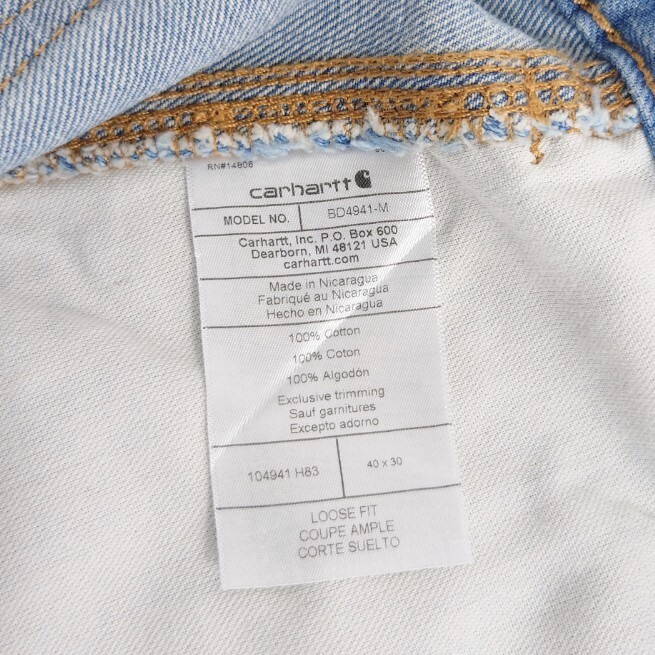 RN#14806
carhartt
MODEL NO. BD4941-M
Carhartt, Inc. P.O. Box 600
Dearborn, MI 48121 USA
carhartt.com
Made in Nicaragua
Fabriqué au Nicaragua
Hecho en Nicaragua
100% Cotton
100% Coton
100% Algodón
Exclusive trimming
Sauf garnitures
Excepto adorno
104941 H83 40 x 30
LOOSE FIT
COUPE AMPLE
CORTE SUELTO